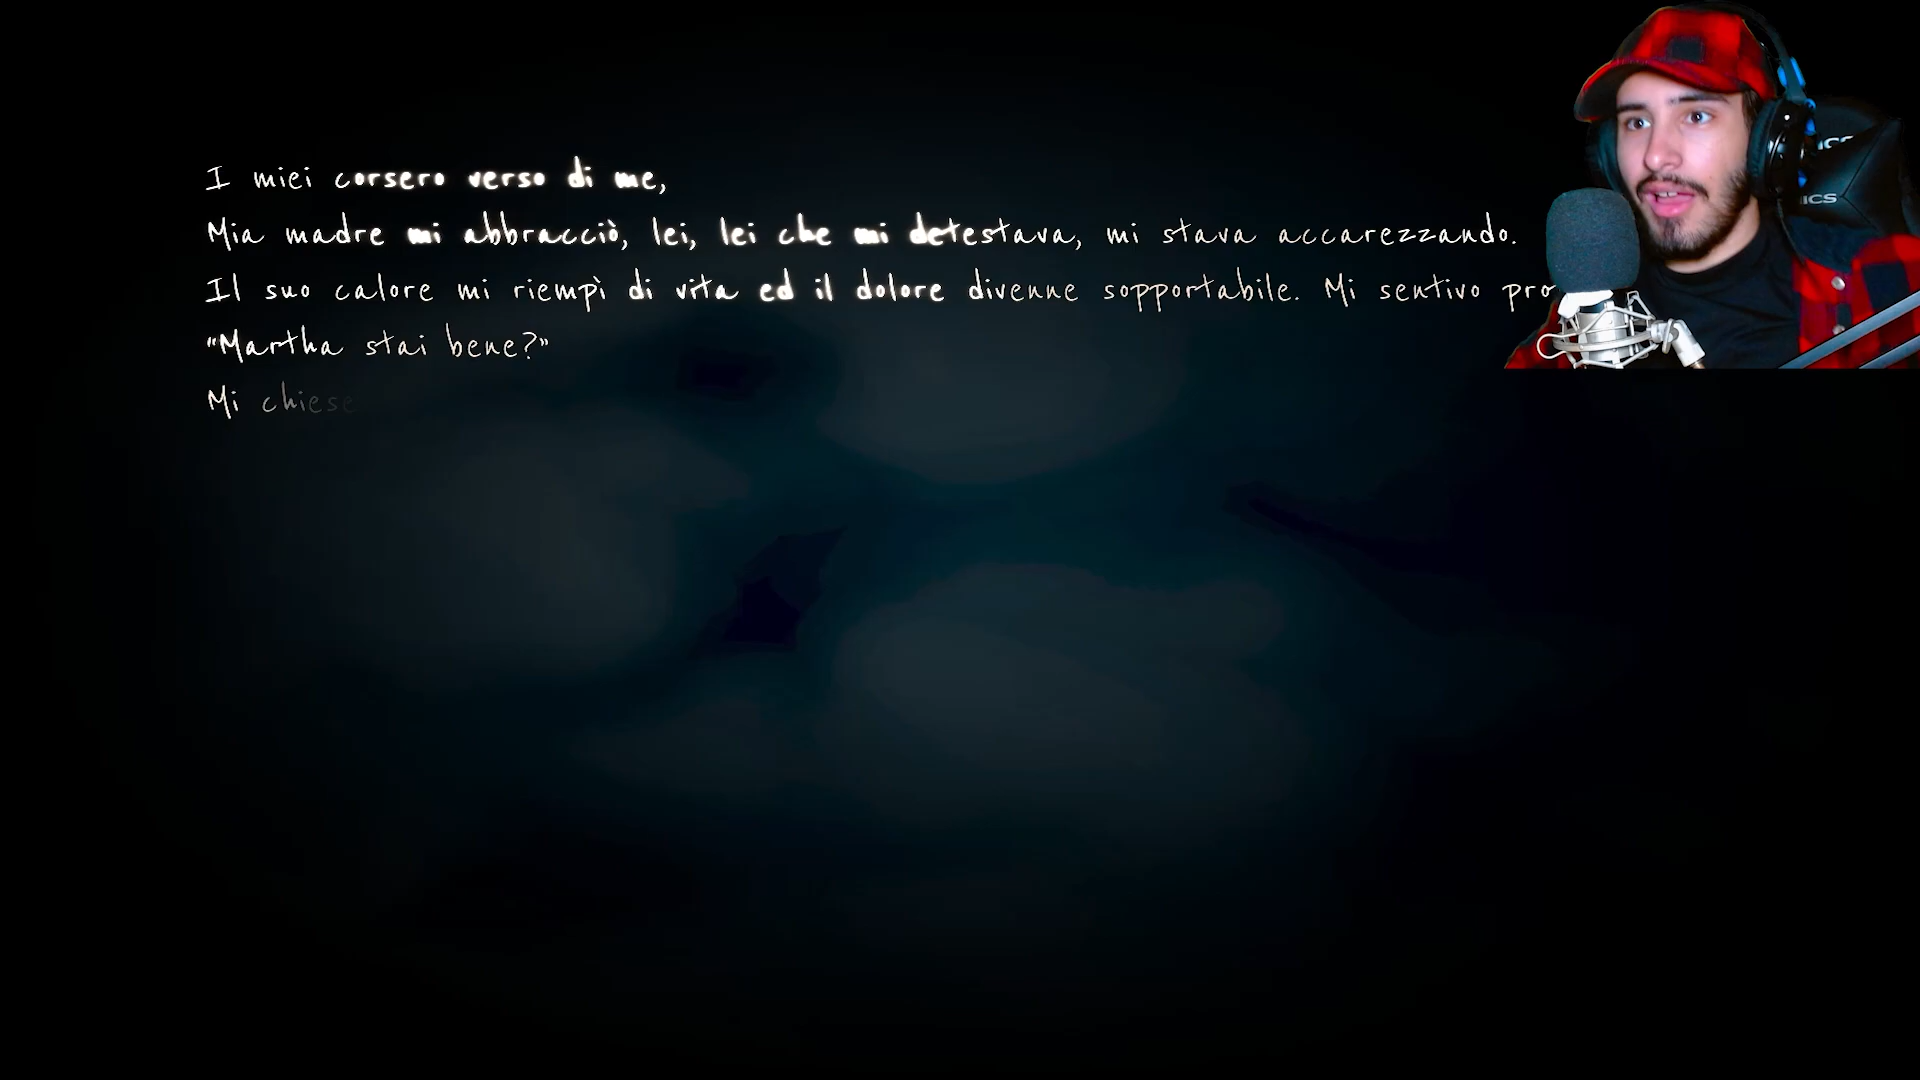 I miei corsero verso di me,
Mia madre mi abbracciò, lei, lei che mi detestava, mi stava accarezzando.
Il suo calore mi riempì di vita ed il dolore divenne sopportabile. Mi sentivo pro
"Martha stai bene?"
Mi chiese
ICS